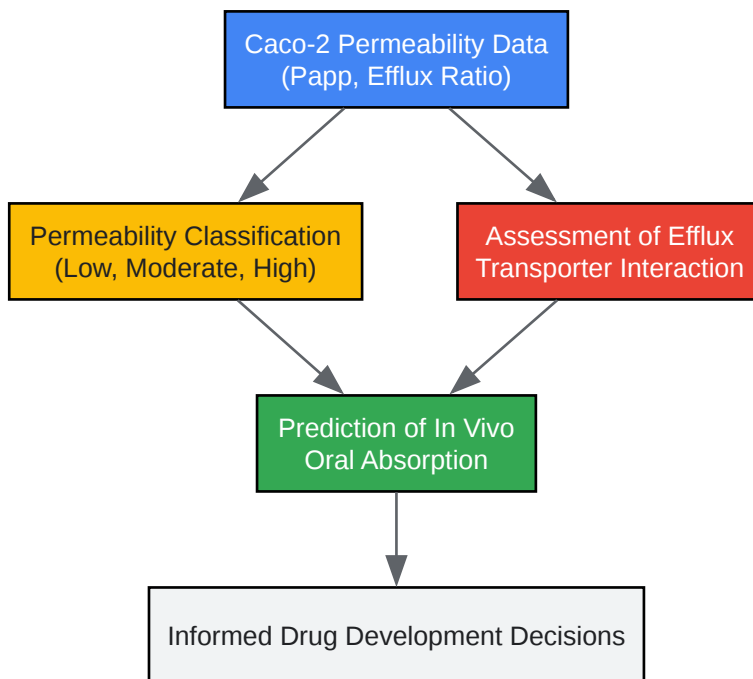 Caco-2 Permeability Data
(Papp, Efflux Ratio)
Permeability Classification
(Low, Moderate, High)
Assessment of Efflux
Transporter Interaction
Prediction of In Vivo
Oral Absorption
Informed Drug Development Decisions